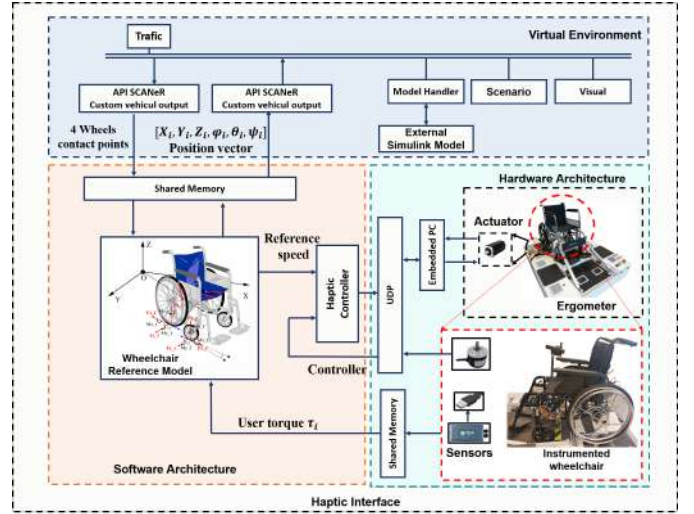 Trafic
Virtual Environment
API SCANeR
Custom vehicul output
API SCANeR
Custom vehicul output
Model Handler
Scenario
Visual
4 Wheels
contact points
[X_i, Y_i, Z_i, φ_i, θ_i, ψ_i]
Position vector
External
Simulink Model
Shared Memory
Hardware Architecture
Actuator
Embedded PC
UDP
Ergometer
Reference
speed
Haptic
Controller
Z
O
X
Y
Wheelchair
Reference Model
Controller
User torque τ_i
Shared Memory
Sensors
Instrumented
wheelchair
Software Architecture
Haptic Interface